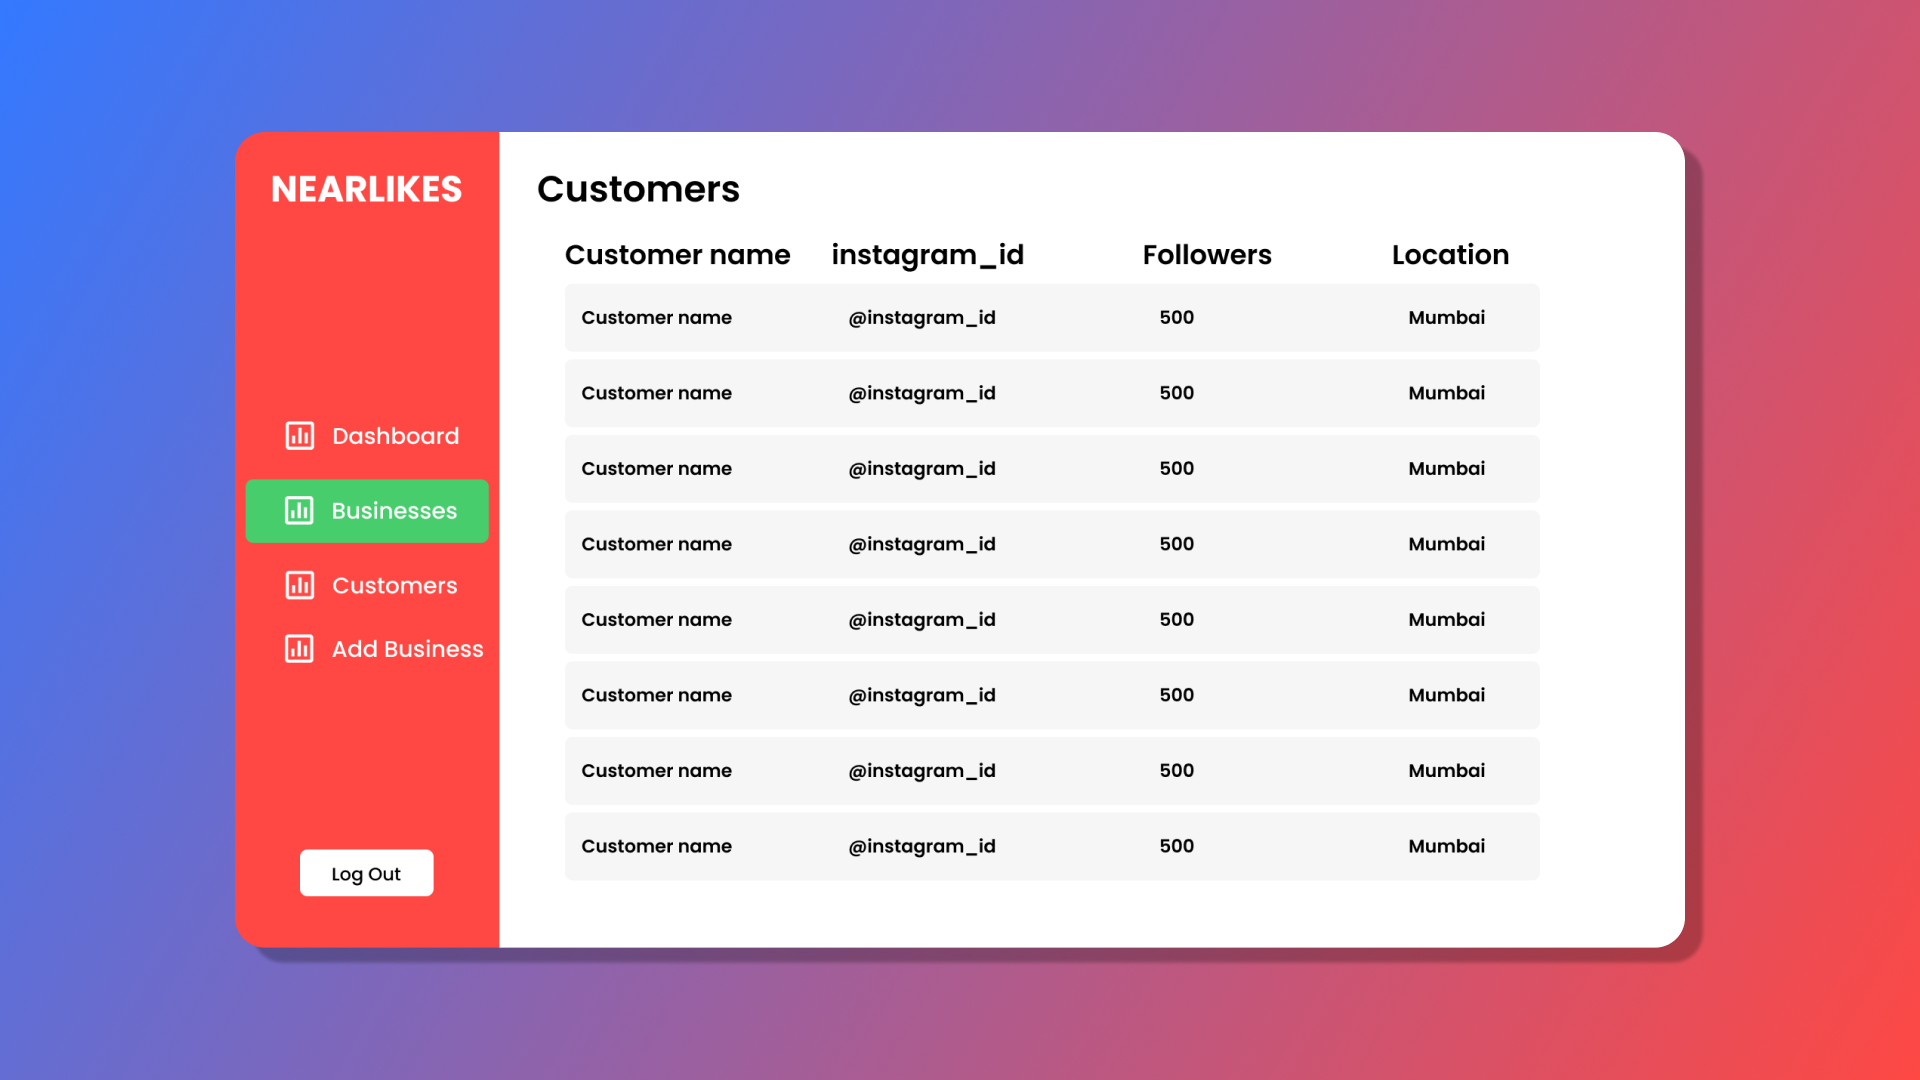 NEARLIKES
Dashboard
Businesses
Customers
Add Business
Log Out
Customers
Customer name instagram_id Followers Location
Customer name @instagram_id 500 Mumbai
Customer name @instagram_id 500 Mumbai
Customer name @instagram_id 500 Mumbai
Customer name @instagram_id 500 Mumbai
Customer name @instagram_id 500 Mumbai
Customer name @instagram_id 500 Mumbai
Customer name @instagram_id 500 Mumbai
Customer name @instagram_id 500 Mumbai